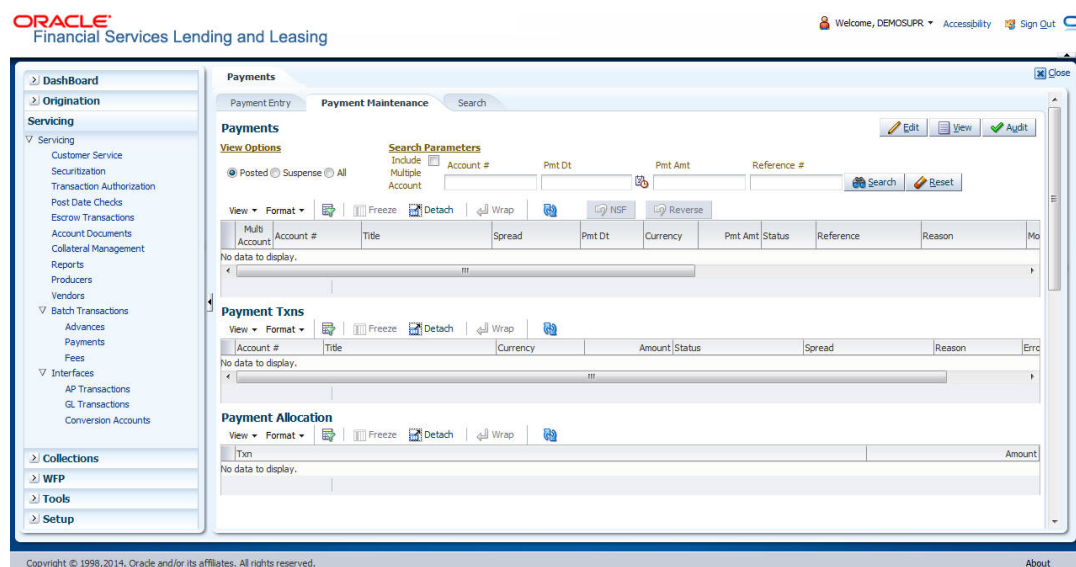 ORACLE
Financial Services Lending and Leasing
Welcome, DEMOSUPR Accessibility Sign Out
Close
DashBoard
Origination
Servicing
Servicing
Customer Service
Securitization
Transaction Authorization
Post Date Checks
Escrow Transactions
Account Documents
Collateral Management
Reports
Producers
Vendors
Batch Transactions
Advances
Payments
Fees
Interfaces
AP Transactions
GL Transactions
Conversion Accounts
Collections
WFP
Tools
Setup
Payments
Payment Entry Payment Maintenance Search
Payments
Edit View Audit
View Options
Posted Suspense All
Search Parameters
Include Multiple Account
Account # Pmt Dt Pmt Amt Reference #
Search Reset
View Format Freeze Detach Wrap NSF Reverse
Multi Account Account # Title Spread Pmt Dt Currency Pmt Amt Status Reference Reason Mo
No data to display.
Payment Txns
View Format Freeze Detach Wrap
Account # Title Currency Amount Status Spread Reason Erro
No data to display.
Payment Allocation
View Format Freeze Detach Wrap
Txn Amount
No data to display.
Copyright © 1998,2014, Oracle and/or its affiliates. All rights reserved.
About